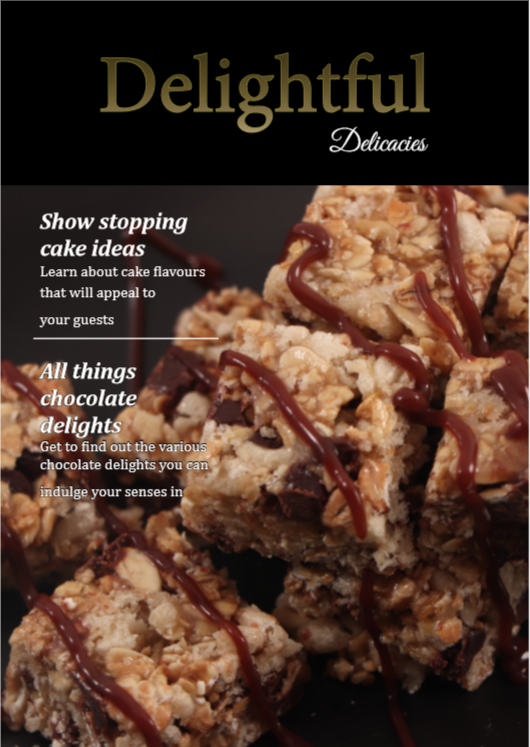 Delightful
Delicacies
Show stopping
cake ideas
Learn about cake flavours
that will appeal to
your guests
All things
chocolate
delights
Get to find out the various
chocolate delights you can
indulge your senses in